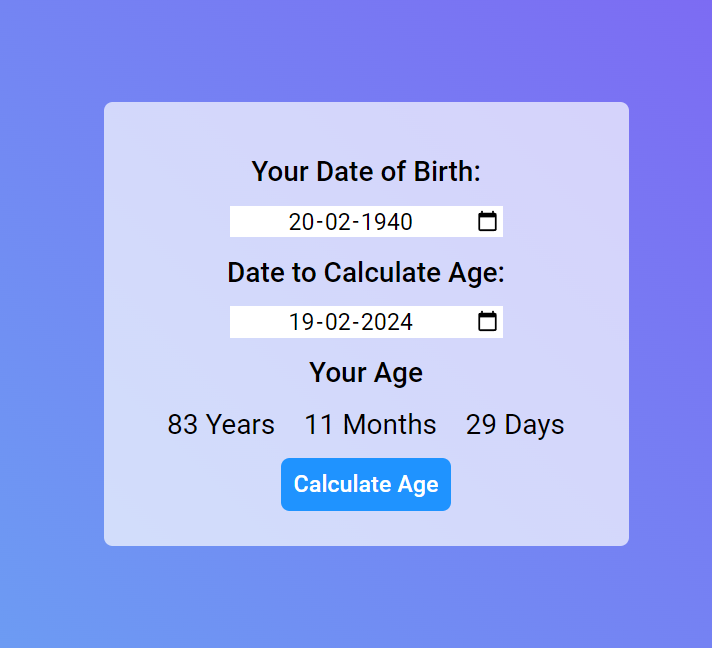 Your Date of Birth:
20-02-1940
Date to Calculate Age:
19-02-2024
Your Age
83 Years 11 Months 29 Days
Calculate Age